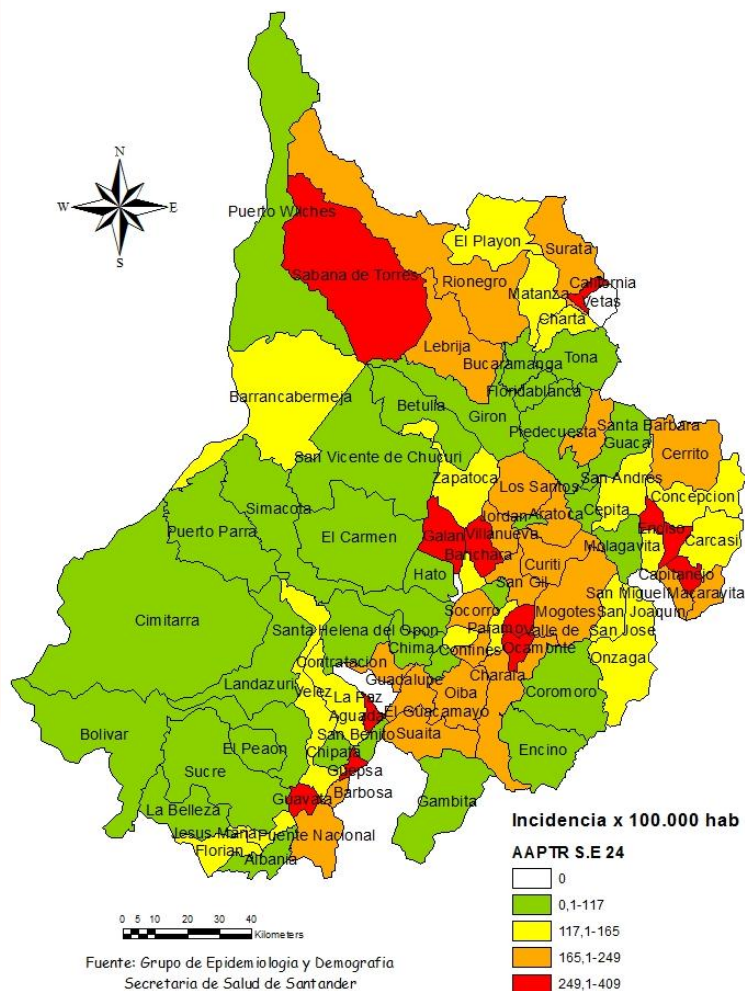 N
W
E
S
Puerto Wilches
El Playon
Surata
Sabana de Torres
Rionegro
California
Matanza
Vetas
Charta
Lebrija
Bucaramanga
Tona
Floridablanca
Barrancabermeja
Betulia
Giron
Piedecuesta
Santa Barbara
Guaca
Cerrito
San Vicente de Chucuri
Zapatoca
Los Santos
San Andres
Concepcion
Simacota
Jordan
Aratoca
Cepita
Puerto Parra
El Carmen
Galan
Villanueva
Enciso
Carcasi
Barichara
Molagavita
Hato
Curiti
Capitanejo
San Gil
San Miguel
Macaravita
Cimitarra
Socorro
Mogotes
San Joaquin
Santa Helena del Opon
Paramo
Valle de San Jose
Chima
Confines
Ocamonte
Onzaga
Contratacion
Guadalupe
Charala
Landazuri
Velez
La Paz
Oiba
Coromoro
Aguada
El Guacamayo
Bolivar
San Benito
Suaita
El Peñon
Chipata
Encino
Sucre
Güepsa
Guavata
Barbosa
Gambita
La Belleza
Jesus Maria
Puente Nacional
Florian
Albania
Incidencia x 100.000 hab
AAPTR S.E 24
0
0,1-117
117,1-165
165,1-249
249,1-409
0 5 10 20 30 40
Kilometers
Fuente: Grupo de Epidemiologia y Demografia
Secretaria de Salud de Santander